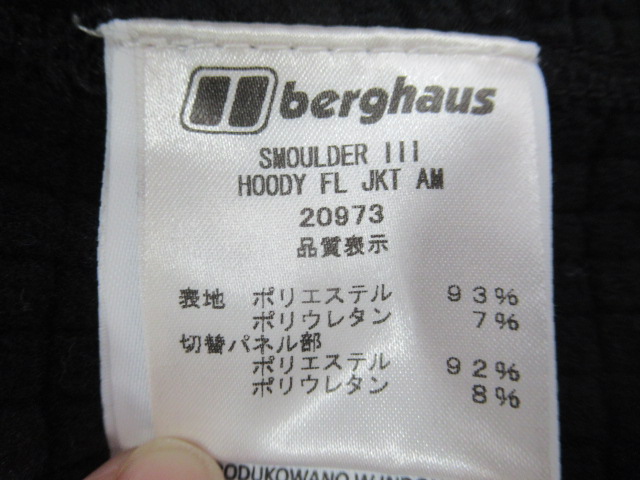 berghaus
SMOULDER III
HOODY FL JKT AM
20973
品質表示
表地 ポリエステル 93%
ポリウレタン 7%
切替パネル部
ポリエステル 92%
ポリウレタン 8%